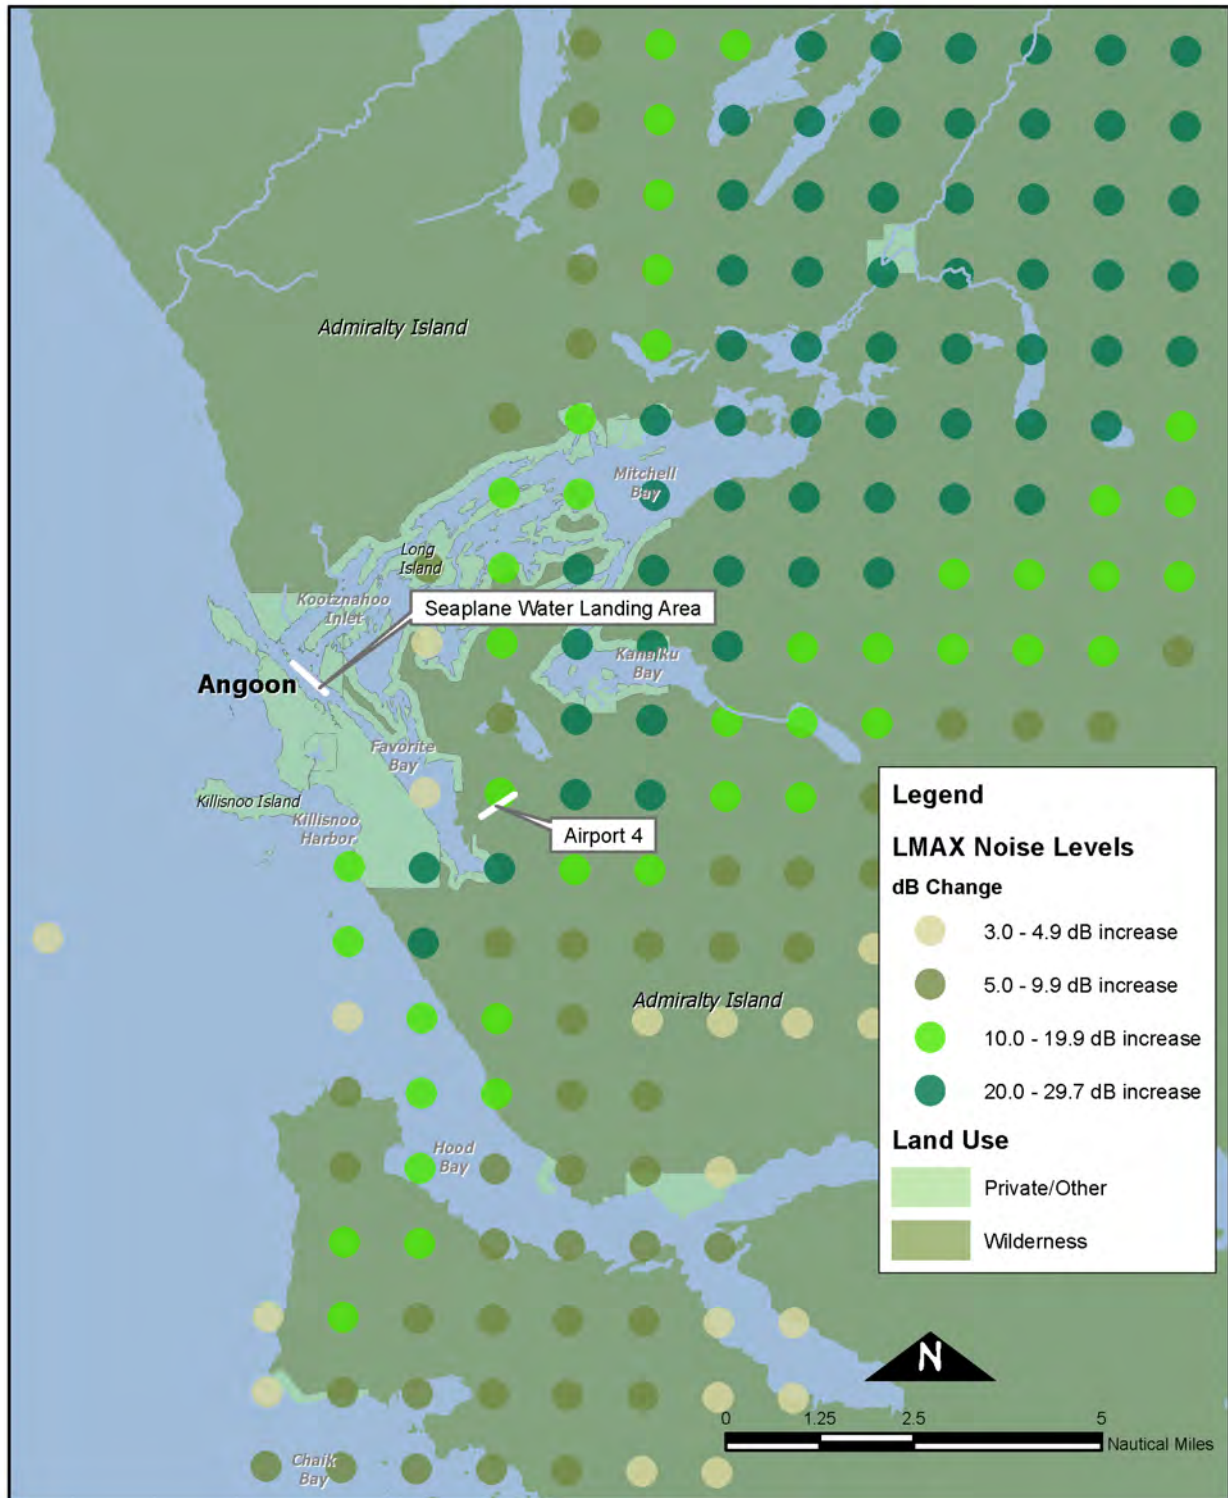 Admiralty Island
Mitchell
Bay
Long
Island
Kootznahoo
Inlet
Seaplane Water Landing Area
Kanalku
Bay
Angoon
Favorite
Bay
Killisnoo Island
Killisnoo
Harbor
Airport 4
Admiralty Island
Hood
Bay
Chaik
Bay
Legend
LMAX Noise Levels
dB Change
3.0 - 4.9 dB increase
5.0 - 9.9 dB increase
10.0 - 19.9 dB increase
20.0 - 29.7 dB increase
Land Use
Private/Other
Wilderness
N
0 1.25 2.5 5
Nautical Miles